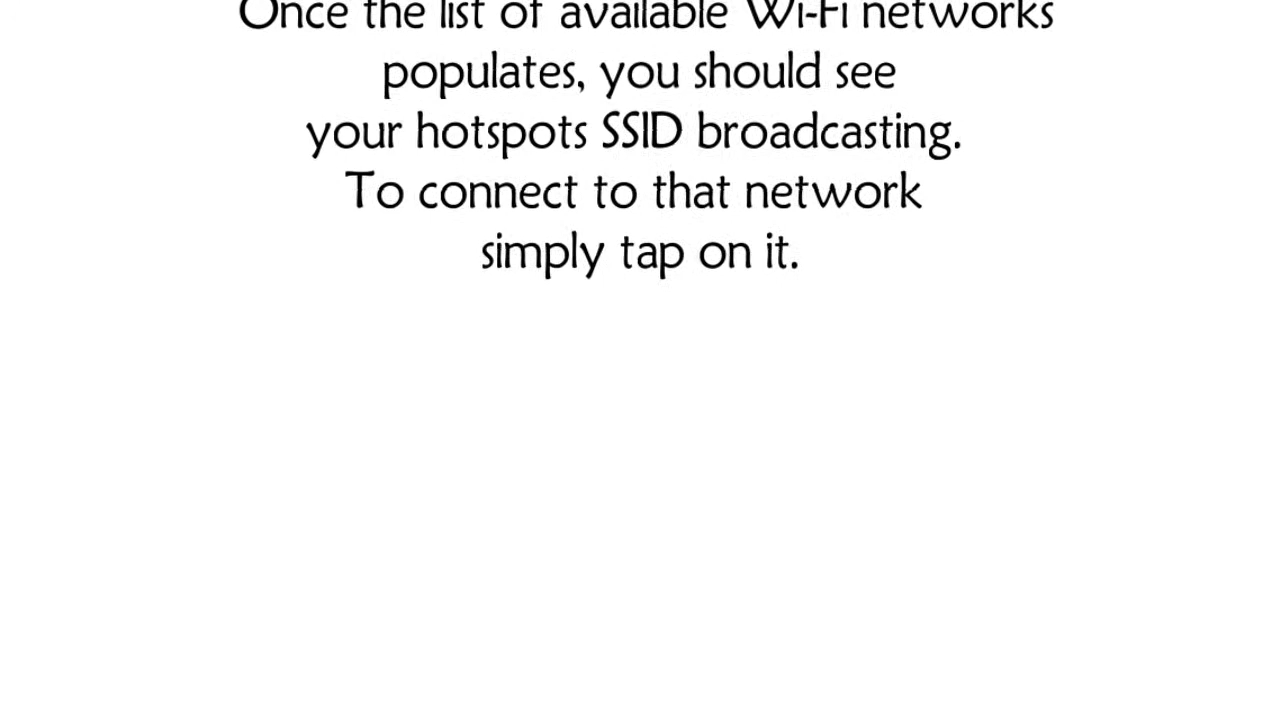 Once the list of available Wi-Fi networks
populates, you should see
your hotspots SSID broadcasting.
To connect to that network
simply tap on it.